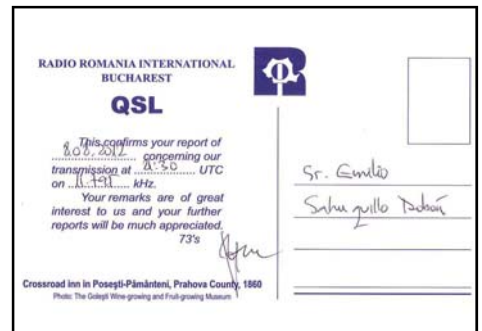 RADIO ROMANIA INTERNATIONAL
BUCHAREST
QSL
This confirms your report of
8.08.2012 concerning our
transmission at 21:30 UTC
on 11.795 kHz.
Your remarks are of great
interest to us and your further
reports will be much appreciated.
73's
Crossroad inn in Posești-Pământeni, Prahova County, 1860
Photo: The Golești Wine-growing and Fruit-growing Museum
Sr. Emilio
Sahuquillo